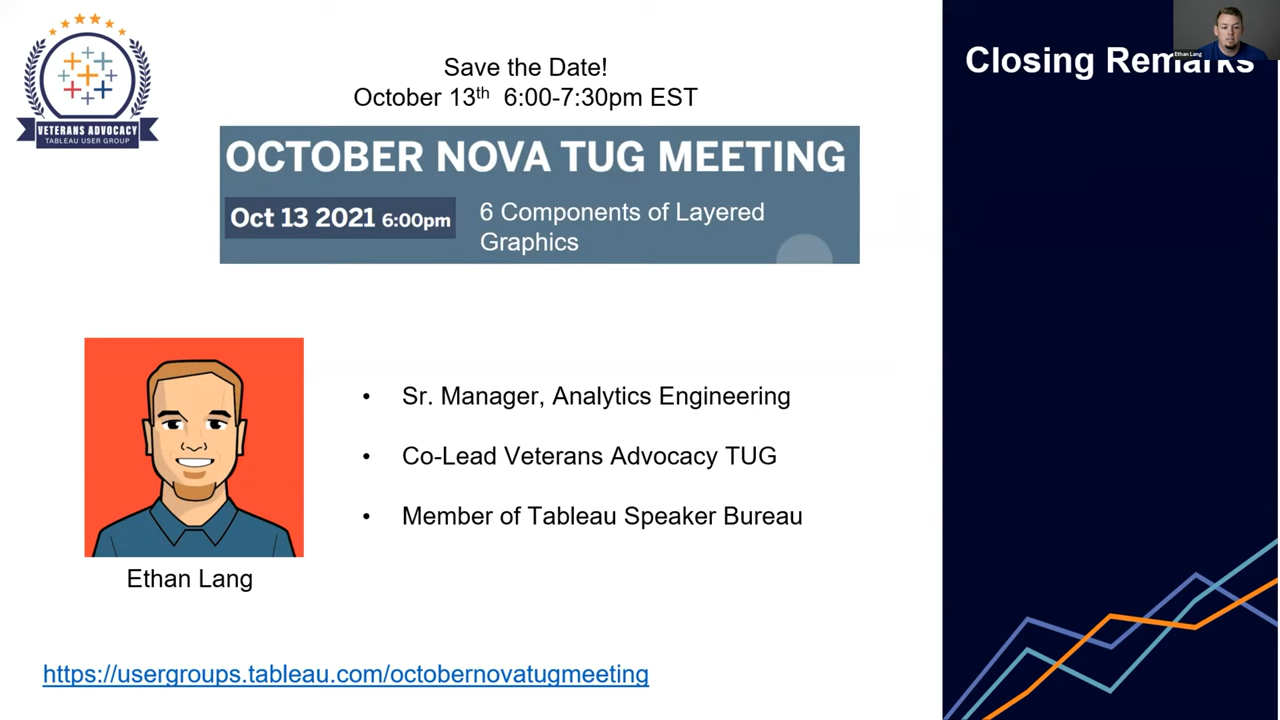 VETERANS ADVOCACY
TABLEAU USER GROUP
Save the Date!
October 13th 6:00-7:30pm EST
OCTOBER NOVA TUG MEETING
Oct 13 2021 6:00pm
6 Components of Layered
Graphics
Ethan Lang
Closing Remarks
• Sr. Manager, Analytics Engineering
• Co-Lead Veterans Advocacy TUG
• Member of Tableau Speaker Bureau
Ethan Lang
https://usergroups.tableau.com/octobernovatugmeeting